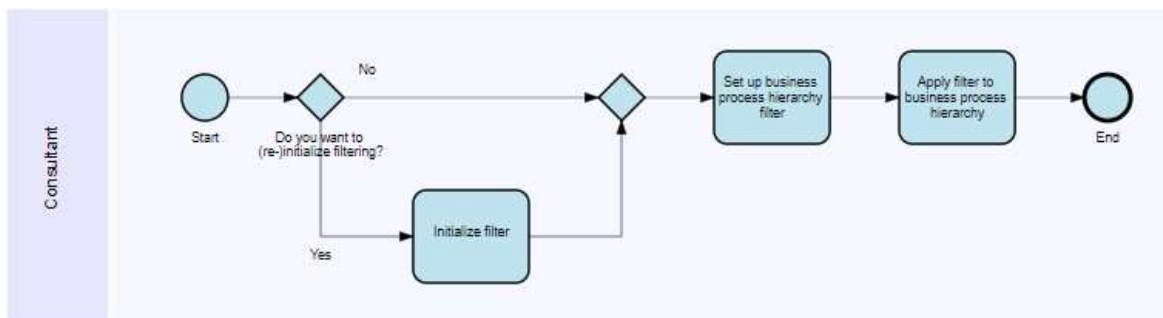 Consultant
Start
Do you want to
(re-)initialize filtering?
No
Yes
Initialize filter
Set up business
process hierarchy
filter
Apply filter to
business process
hierarchy
End